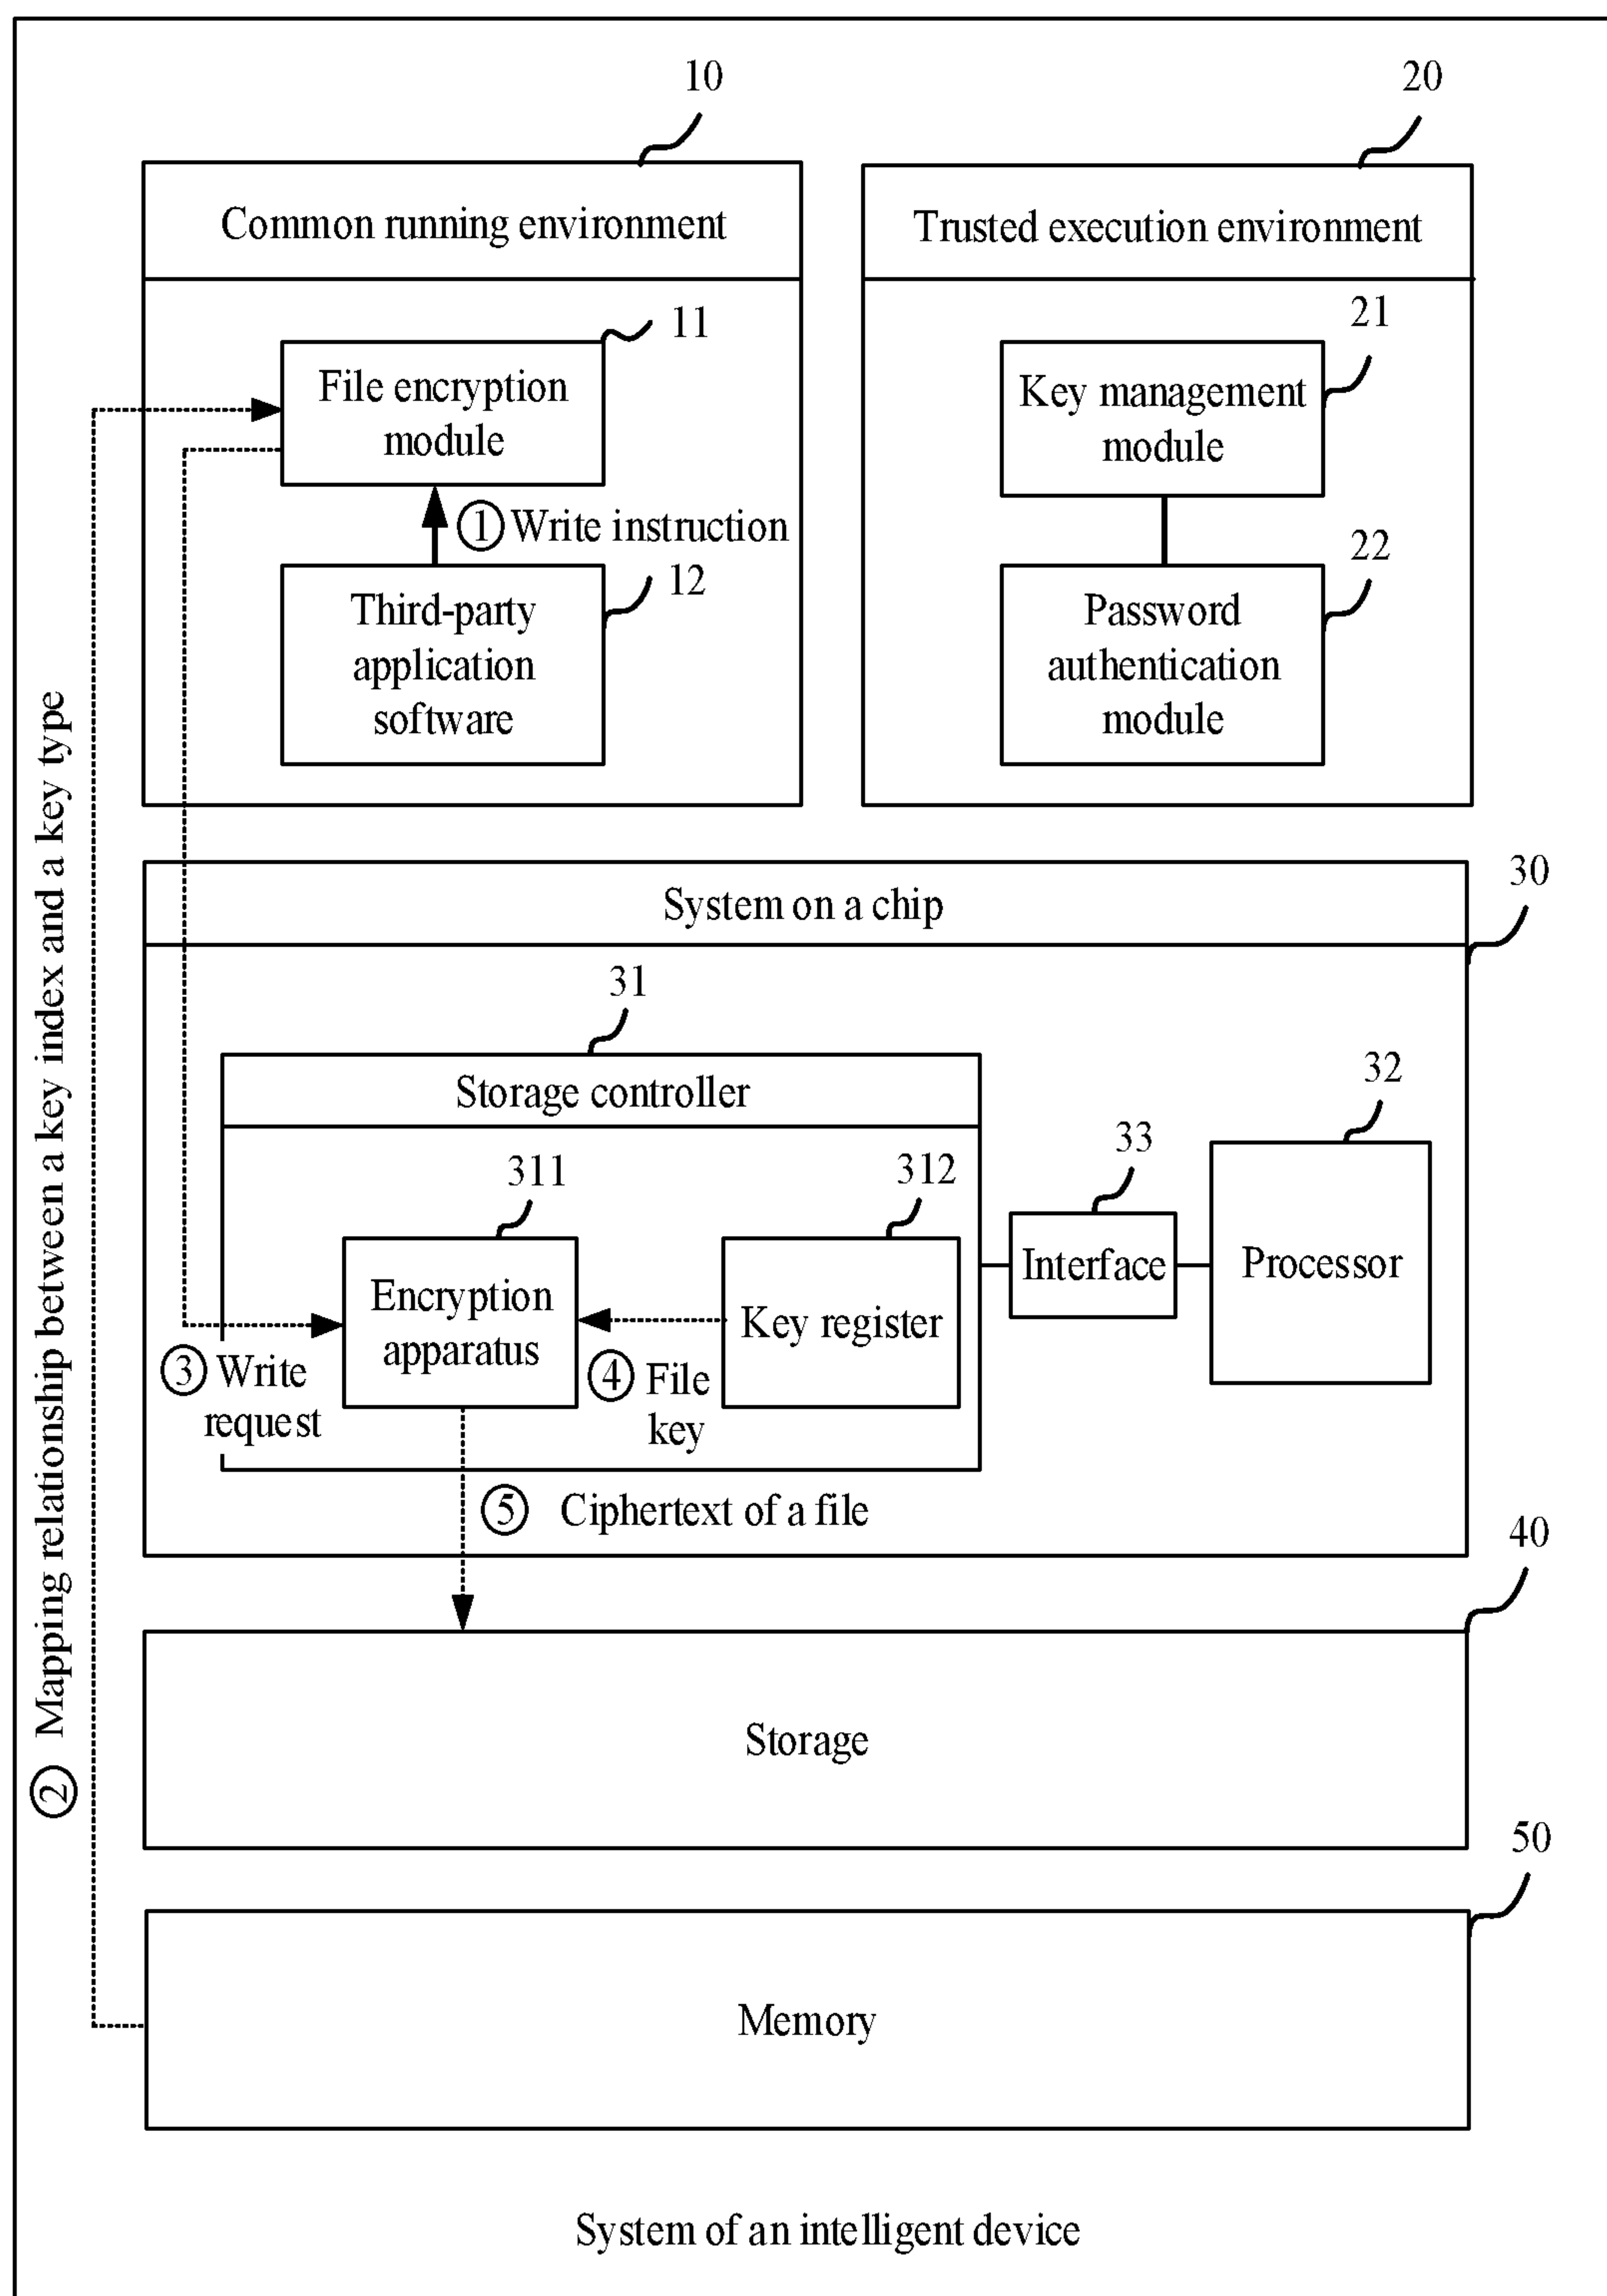 10
20
Common running environment
Trusted execution environment
11
21
File encryption
module
Key management
module
① Write instruction
12
22
Third-party
application
software
Password
authentication
module
② Mapping relationship between a key index and a key type
30
System on a chip
31
Storage controller
32
33
311
312
Encryption
apparatus
Key register
Interface
Processor
③ Write
request
④ File
key
⑤ Ciphertext of a file
40
Storage
50
Memory
System of an intelligent device